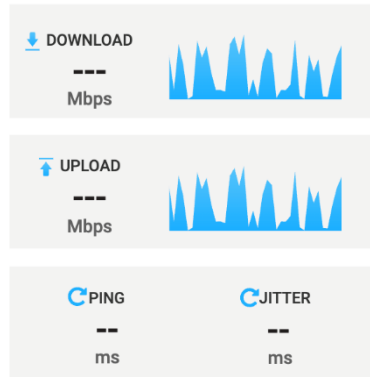 DOWNLOAD
---
Mbps
UPLOAD
---
Mbps
PING JITTER
-- --
ms ms